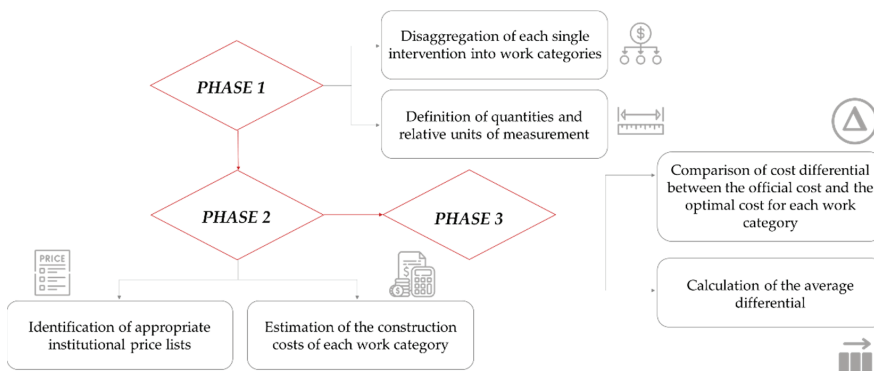 PHASE 1
Disaggregation of each single
intervention into work categories
$
Definition of quantities and
relative units of measurement
Δ
PHASE 2
PHASE 3
Comparison of cost differential
between the official cost and the
optimal cost for each work
category
PRICE
$
$
Identification of appropriate
institutional price lists
Estimation of the construction
costs of each work category
Calculation of the average
differential